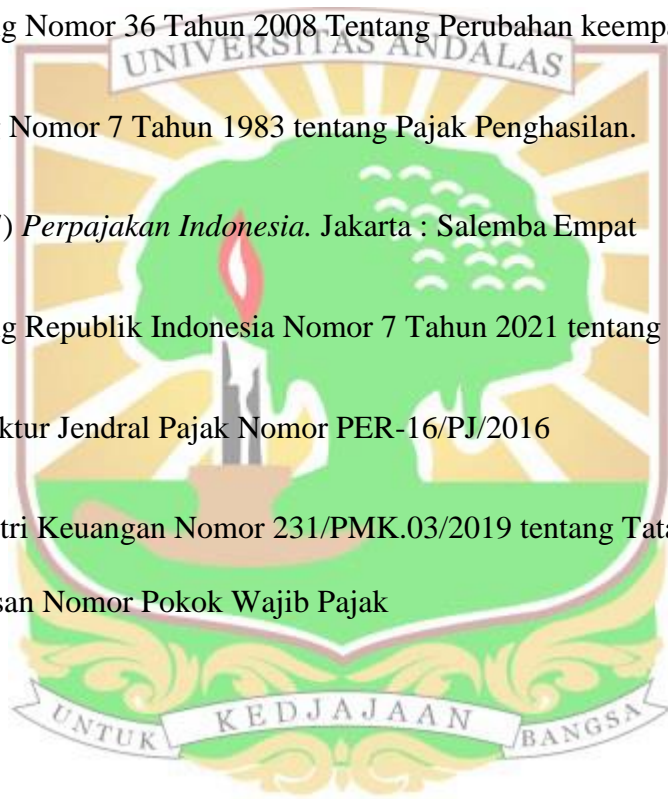 g Nomor 36 Tahun 2008 Tentang Perubahan keempa
UNIVERSITAS ANDALAS
Nomor 7 Tahun 1983 tentang Pajak Penghasilan.
) Perpajakan Indonesia. Jakarta : Salemba Empat
g Republik Indonesia Nomor 7 Tahun 2021 tentang
ktur Jendral Pajak Nomor PER-16/PJ/2016
tri Keuangan Nomor 231/PMK.03/2019 tentang Tata
san Nomor Pokok Wajib Pajak
UNTUK KEDJAJAAN BANGSA